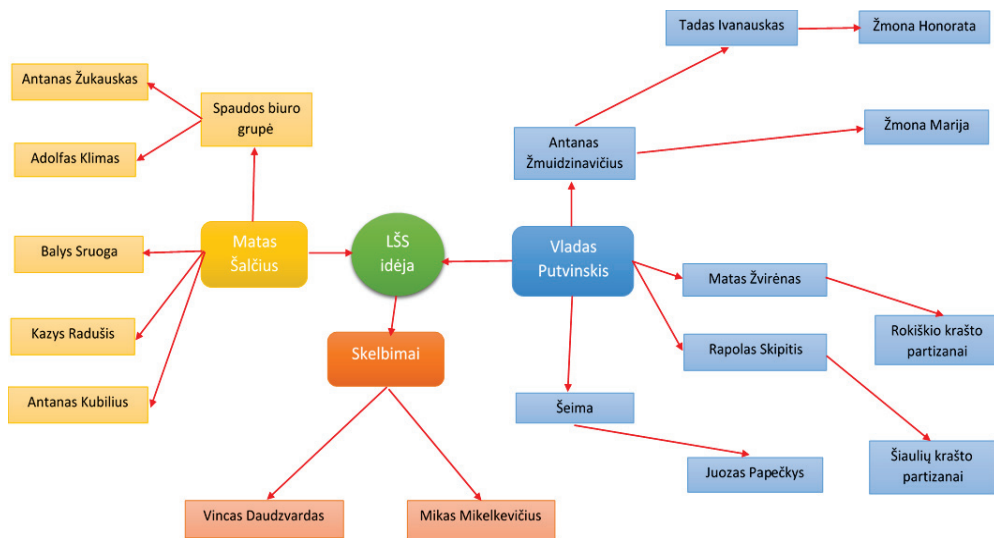 Tadas Ivanauskas
Žmona Honorata
Antanas Žukauskas
Spaudos biuro
grupė
Adolfas Klimas
Antanas
Žmuidzinavičius
Žmona Marija
Balys Sruoga
Matas
Šalčius
LŠS
idėja
Vladas
Putvinskis
Matas Žvirėnas
Kazys Radušis
Skelbimai
Rapolas Skipitis
Rokiškio krašto
partizanai
Antanas Kubilius
Šeima
Juozas Papečkys
Šiaulių krašto
partizanai
Vincas Daudzvardas
Mikas Mikelkevičius